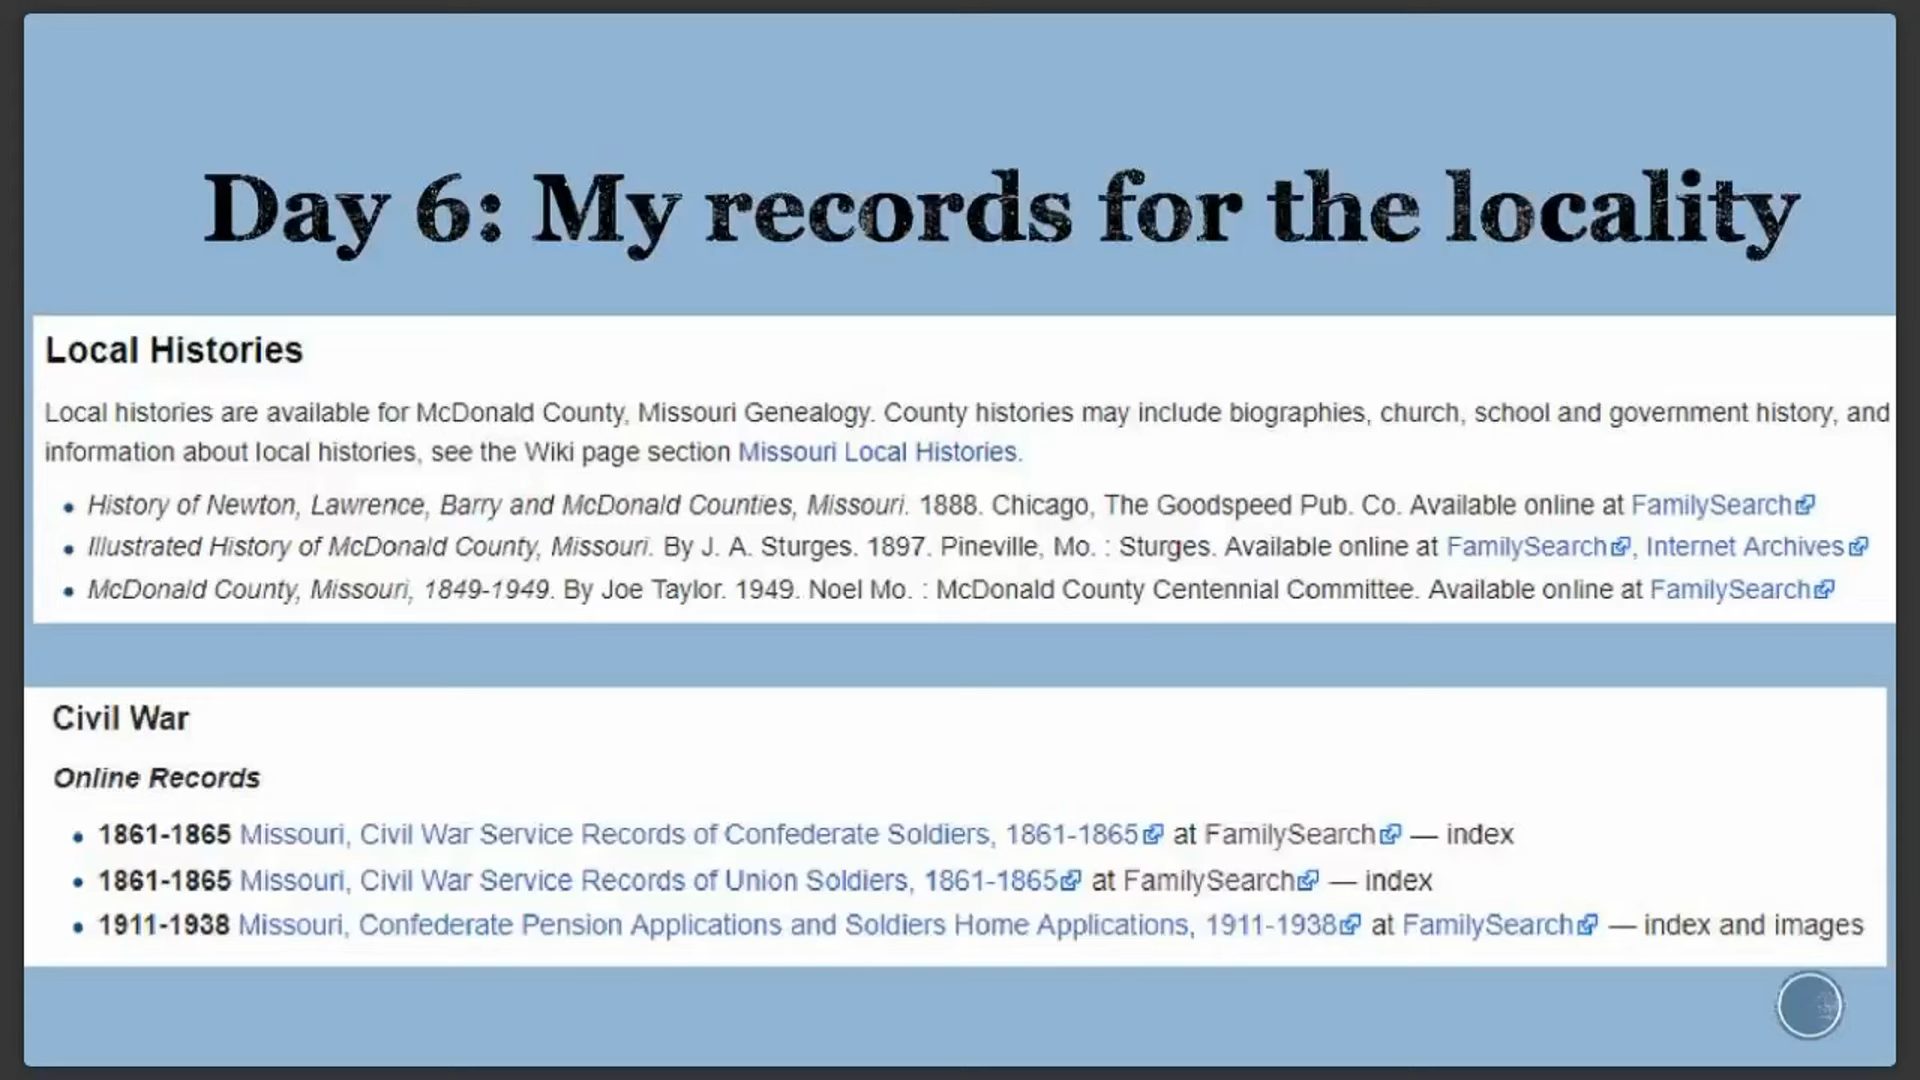 Day 6: My records for the locality
Local Histories
Local histories are available for McDonald County, Missouri Genealogy. County histories may include biographies, church, school and government history, and
information about local histories, see the Wiki page section Missouri Local Histories.
• History of Newton, Lawrence, Barry and McDonald Counties, Missouri. 1888. Chicago, The Goodspeed Pub. Co. Available online at FamilySearch
• Illustrated History of McDonald County, Missouri. By J. A. Sturges. 1897. Pineville, Mo. : Sturges. Available online at FamilySearch, Internet Archives
• McDonald County, Missouri, 1849-1949. By Joe Taylor. 1949. Noel Mo. : McDonald County Centennial Committee. Available online at FamilySearch
Civil War
Online Records
• 1861-1865 Missouri, Civil War Service Records of Confederate Soldiers, 1861-1865 at FamilySearch — index
• 1861-1865 Missouri, Civil War Service Records of Union Soldiers, 1861-1865 at FamilySearch — index
• 1911-1938 Missouri, Confederate Pension Applications and Soldiers Home Applications, 1911-1938 at FamilySearch — index and images